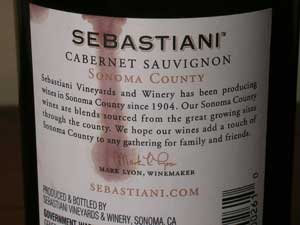 SEBASTIANI
CABERNET SAUVIGNON
SONOMA COUNTY
Sebastiani Vineyards and Winery has been producing
wines in Sonoma County since 1904. Our Sonoma County
wines are blends sourced from the great growing sites
through the county. We hope our wines add a touch of
Sonoma County to any gathering for family and friends.
MARK LYON, WINEMAKER
SEBASTIANI.COM
PRODUCED & BOTTLED BY
SEBASTIANI VINEYARDS & WINERY, SONOMA, CA
GOVERNMENT WAR